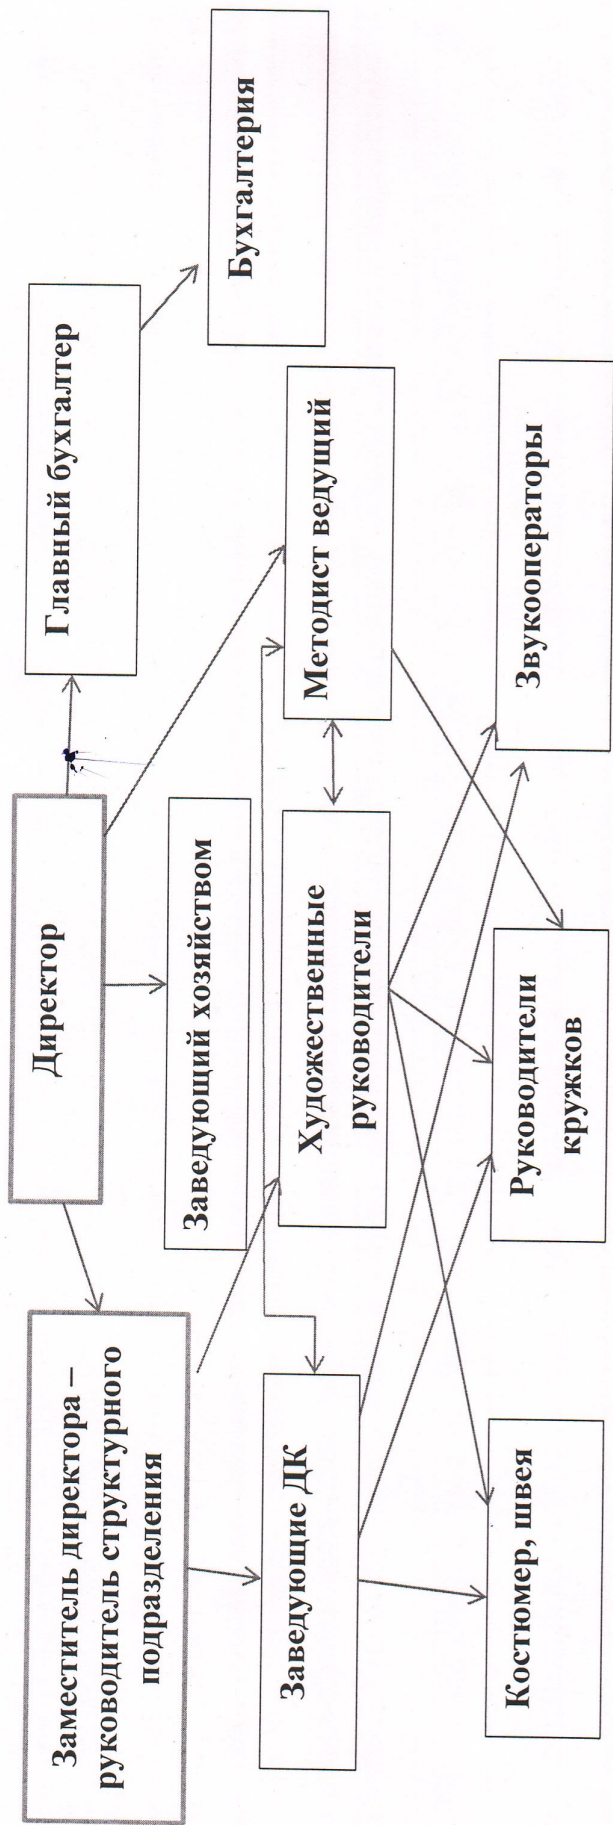 Директор
Главный бухгалтер
Заместитель директора –
руководитель структурного
подразделения
Заведующий хозяйством
Бухгалтерия
Заведующие ДК
Художественные
руководители
Методист ведущий
Костюмер, швея
Руководители
кружков
Звукооператоры